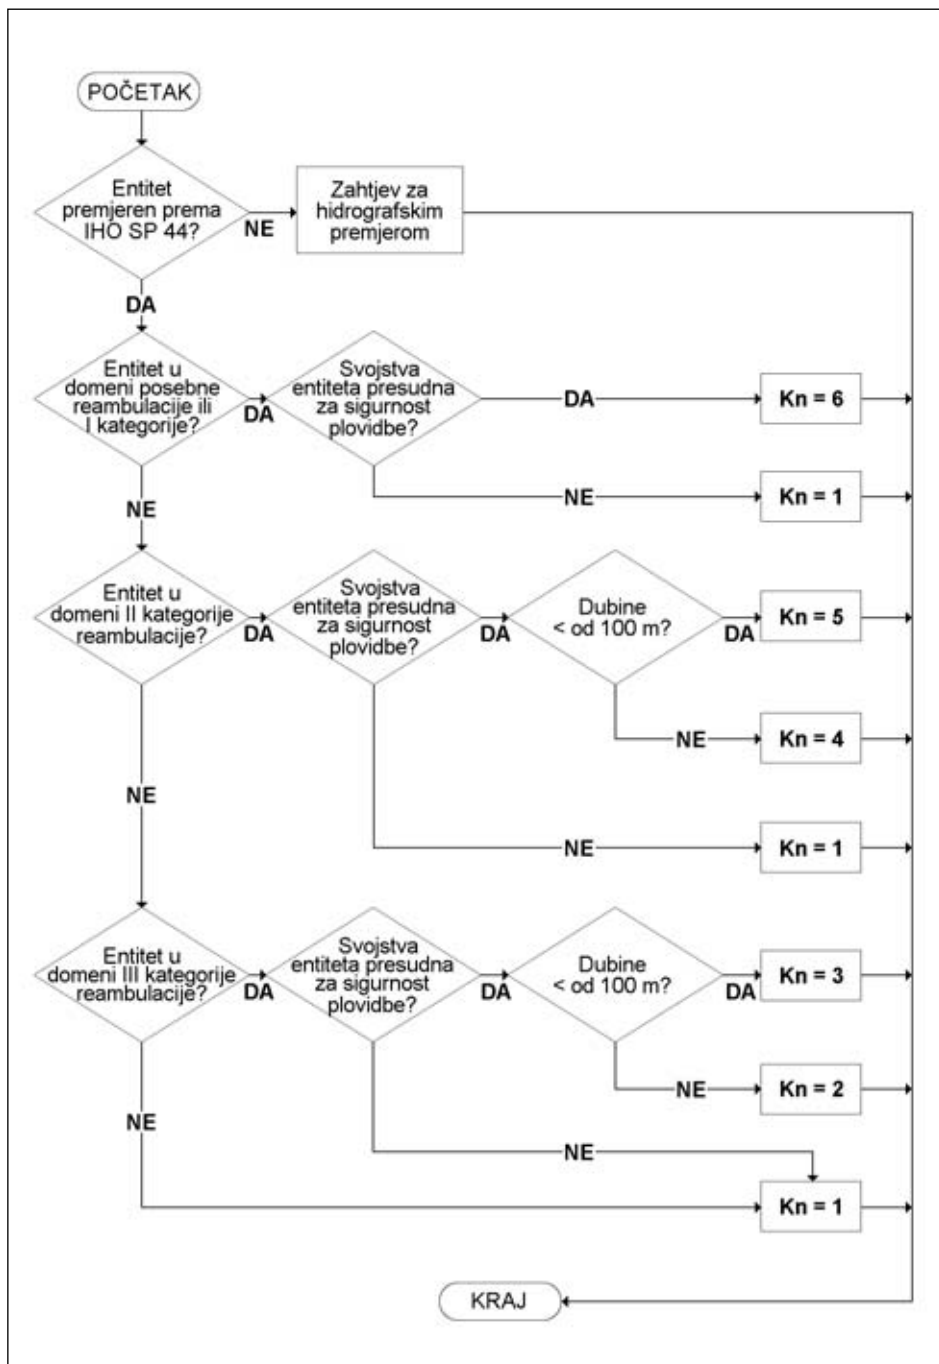 POČETAK
Entitet
premjeren prema
IHO SP 44?
NE
Zahtjev za
hidrografskim
premjerom
DA
Entitet u
domeni posebne
reambulacije ili
I kategorije?
DA
Svojstva
entiteta presudna
za sigurnost
plovidbe?
DA
Kn = 6
NE
Kn = 1
NE
Entitet u
domeni II kategorije
reambulacije?
DA
Svojstva
entiteta presudna
za sigurnost
plovidbe?
DA
Dubine
< od 100 m?
DA
Kn = 5
NE
Kn = 4
NE
NE
Kn = 1
Entitet u
domeni III kategorije
reambulacije?
DA
Svojstva
entiteta presudna
za sigurnost
plovidbe?
DA
Dubine
< od 100 m?
DA
Kn = 3
NE
Kn = 2
NE
NE
Kn = 1
KRAJ